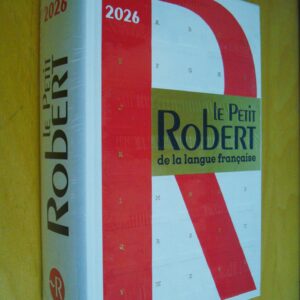 2026
le Petit
Robert
de la langue française
2026
le Petit
Robert
R